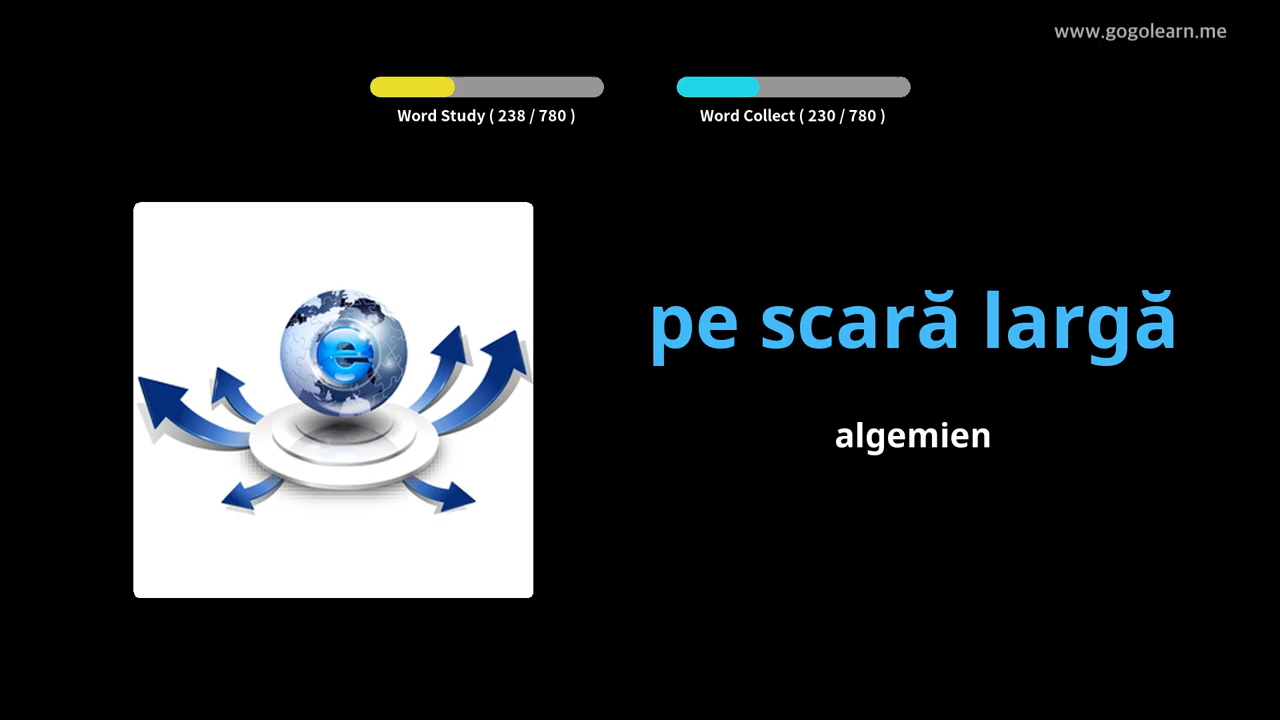 www.gogolearn.me
Word Study ( 238 / 780 )
Word Collect ( 230 / 780 )
e
pe scară largă
algemien